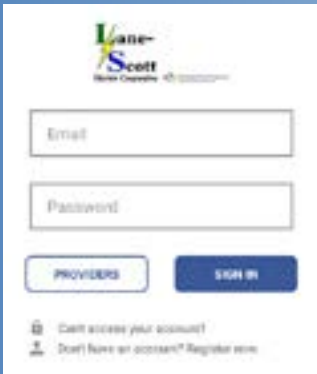 Lane-
Scott
Electric Cooperative
Email
Password
PROVIDERS
SIGN IN
Can't access your account?
Don't have an account? Register now